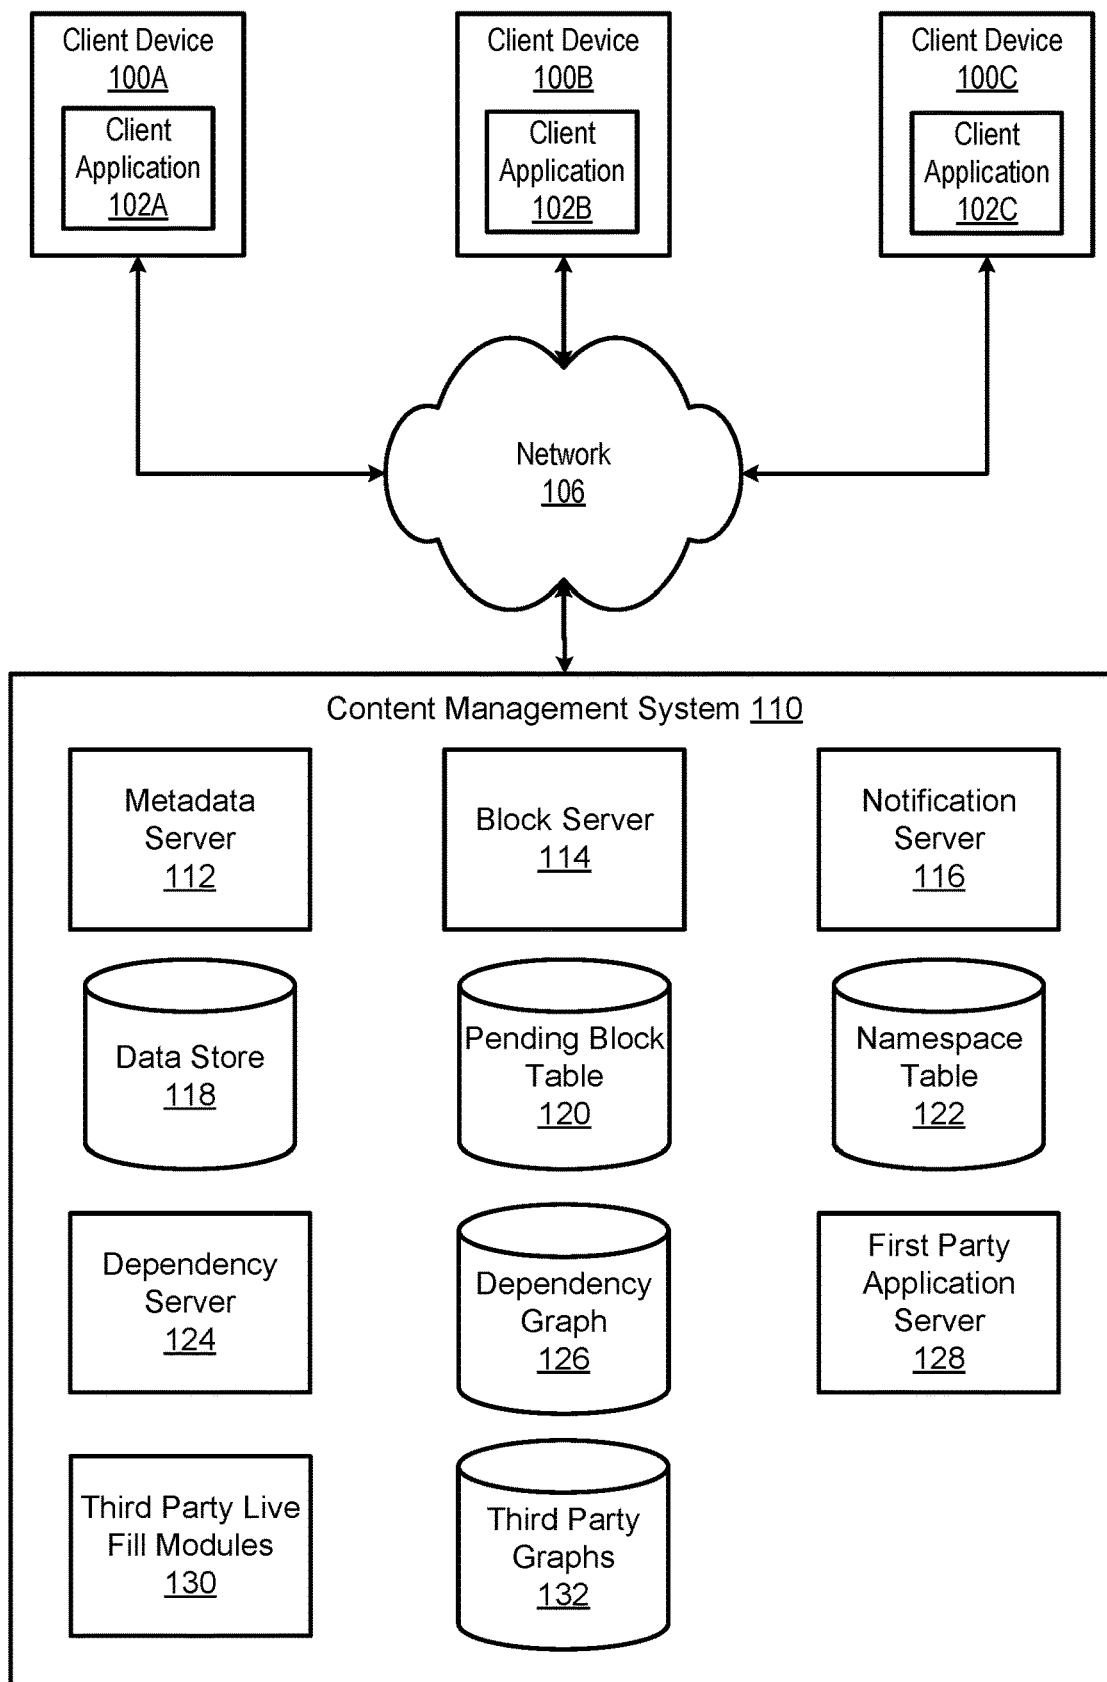 Client Device
100A
Client
Application
102A
Client Device
100B
Client
Application
102B
Client Device
100C
Client
Application
102C
Network
106
Content Management System 110
Metadata
Server
112
Block Server
114
Notification
Server
116
Data Store
118
Pending Block
Table
120
Namespace
Table
122
Dependency
Server
124
Dependency
Graph
126
First Party
Application
Server
128
Third Party Live
Fill Modules
130
Third Party
Graphs
132